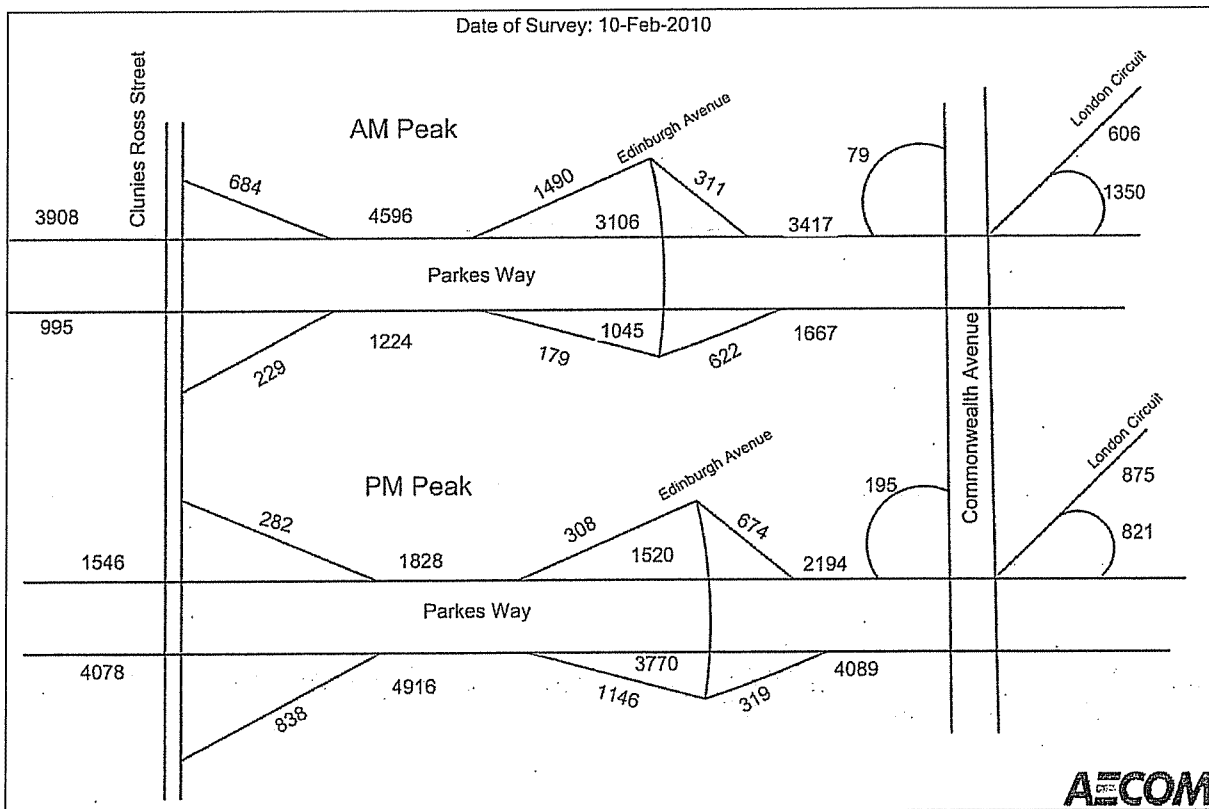 Date of Survey: 10-Feb-2010
Clunies Ross Street
AM Peak
Edinburgh Avenue
London Circuit
606
79
684
1490
311
1350
3908
4596
3106
3417
Parkes Way
995
1224
1045
1667
179
622
229
Commonwealth Avenue
PM Peak
Edinburgh Avenue
London Circuit
875
195
282
308
674
821
1546
1828
1520
2194
Parkes Way
4078
4916
3770
4089
1146
319
838
AECOM